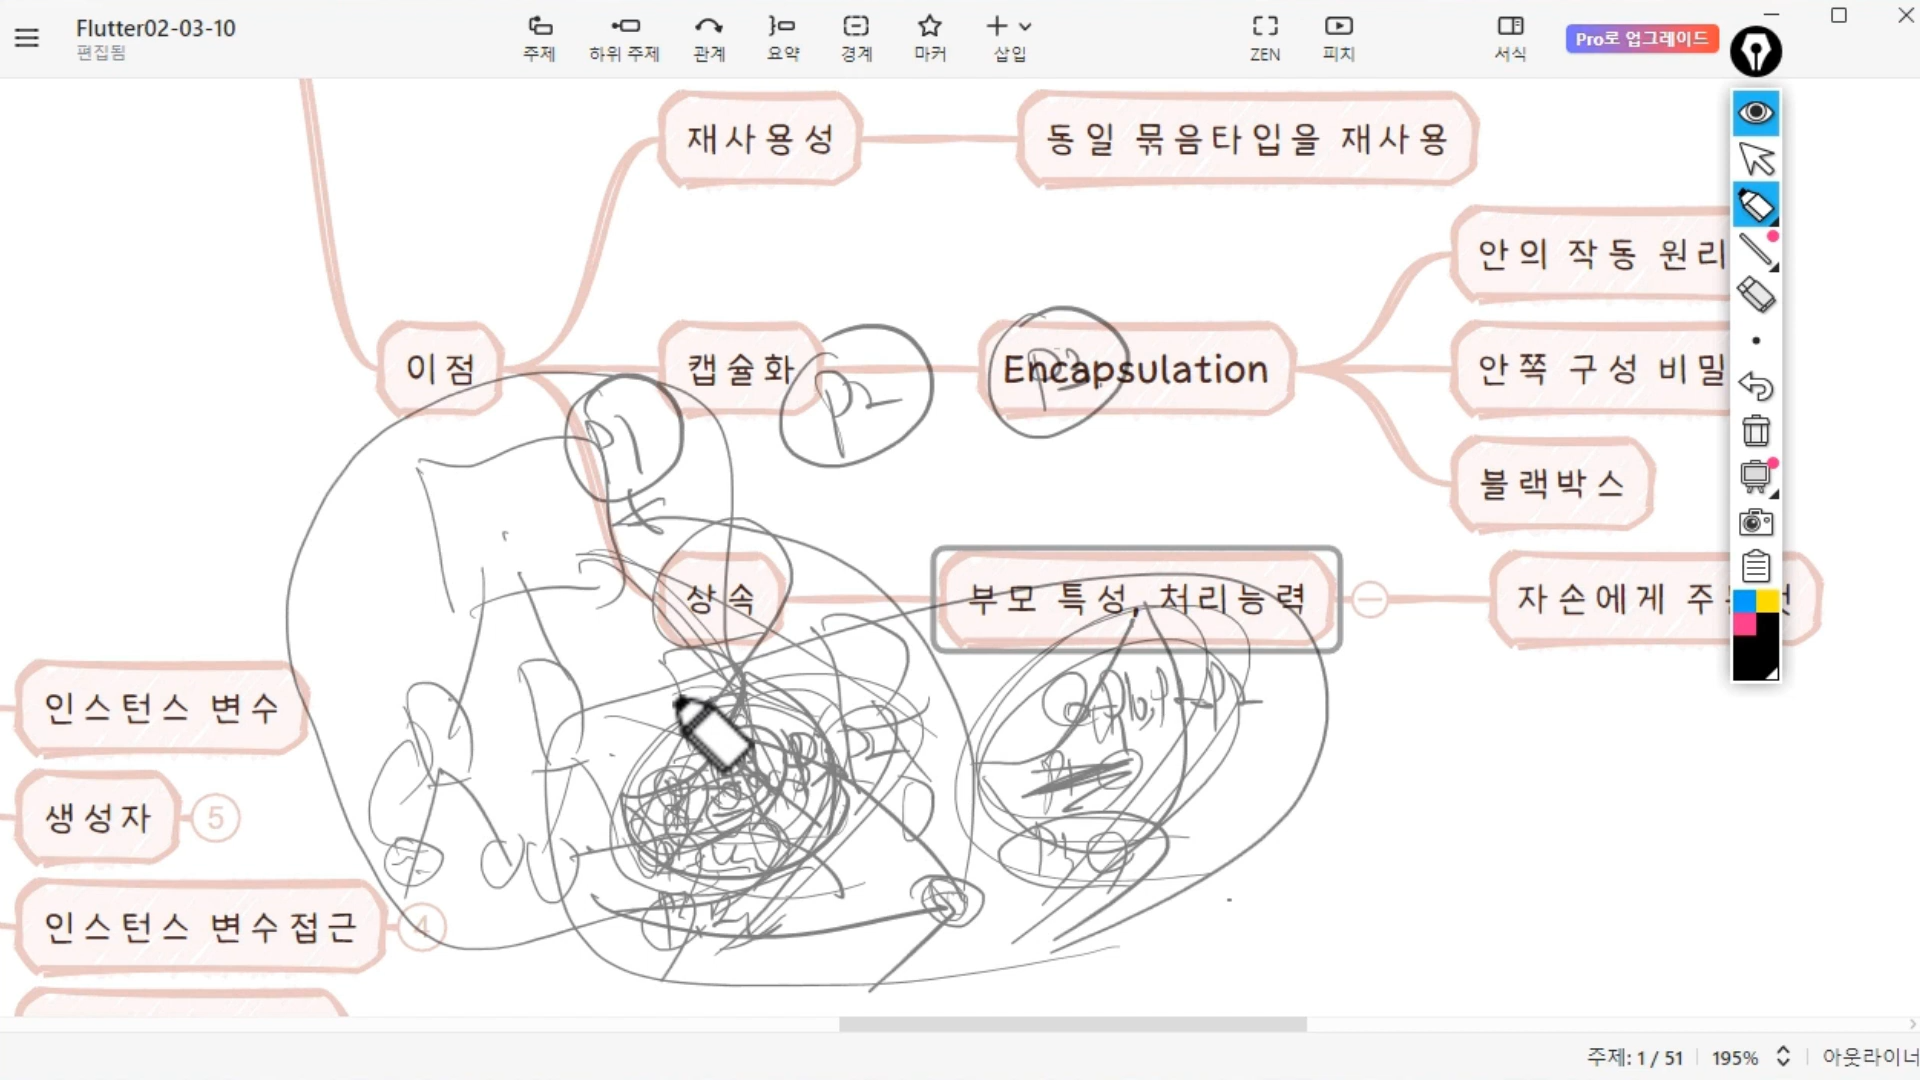 Flutter02-03-10
편집됨
주제
하위 주제
관계
요약
경계
마커
삽입
ZEN
피치
서식
Pro로 업그레이드
재사용성
동일 묶음타입을 재사용
안의 작동 원리
이점
캡슐화
Encapsulation
안쪽 구성 비밀
블랙박스
상속
부모 특성, 처리능력
자손에게 주
P1
P2
P3
인스턴스 변수
생성자
5
인스턴스 변수접근
4
주제: 1 / 51
195%
아웃라이너